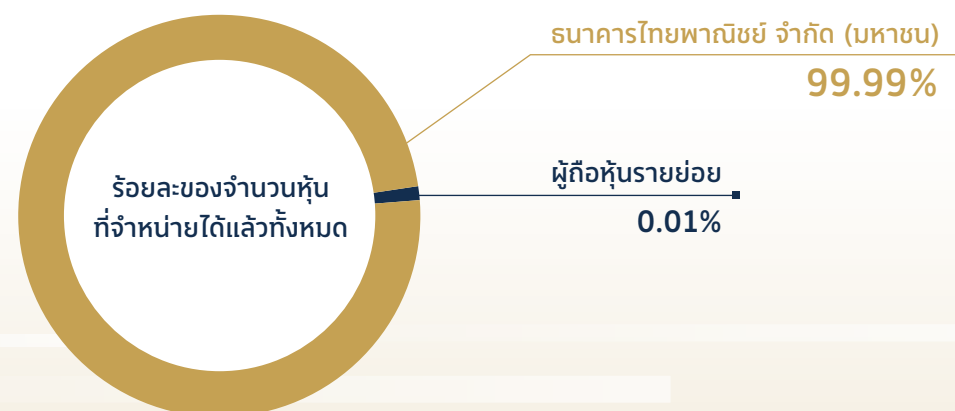 ธนาคารไทยพาณิชย์ จำกัด (มหาชน)
99.99%
ผู้ถือหุ้นรายย่อย
0.01%
ร้อยละของจำนวนหุ้น
ที่จำหน่ายได้แล้วทั้งหมด